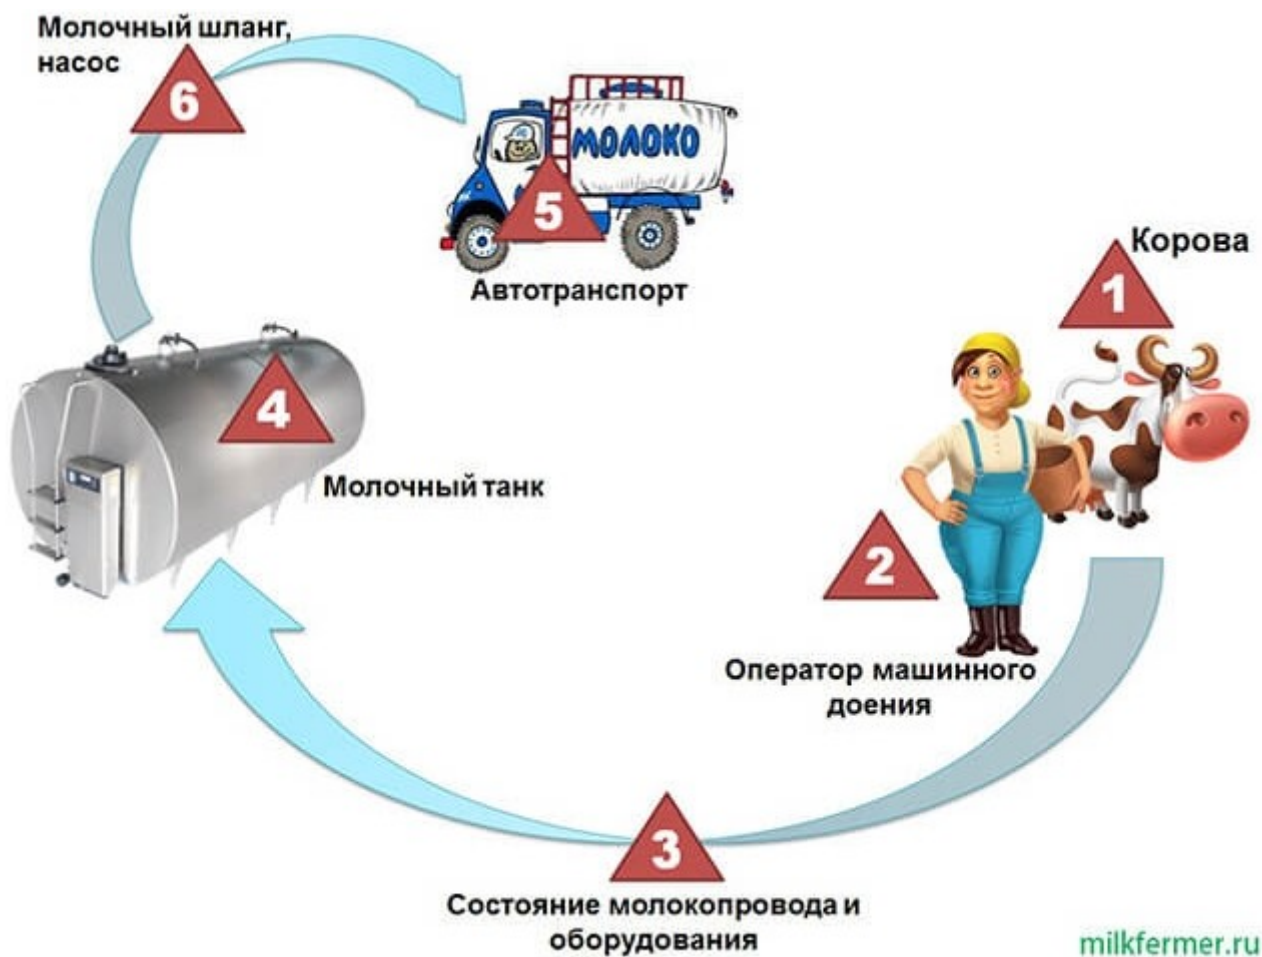 Молочный шланг,
насос
6
МОЛОКО
5
Автотранспорт
Корова
1
4
Молочный танк
2
Оператор машинного
доения
3
Состояние молокопровода и
оборудования
milkfermer.ru